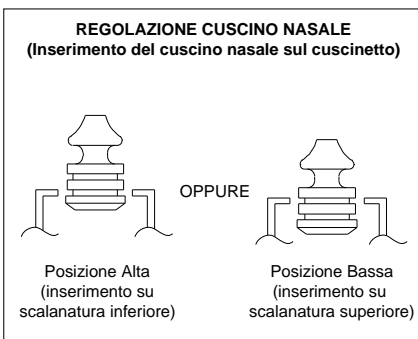 REGOLAZIONE CUSCINO NASALE
(Inserimento del cuscino nasale sul cuscinetto)
OPPURE
Posizione Alta
(inserimento su
scalanatura inferiore)
Posizione Bassa
(inserimento su
scalanatura superiore)